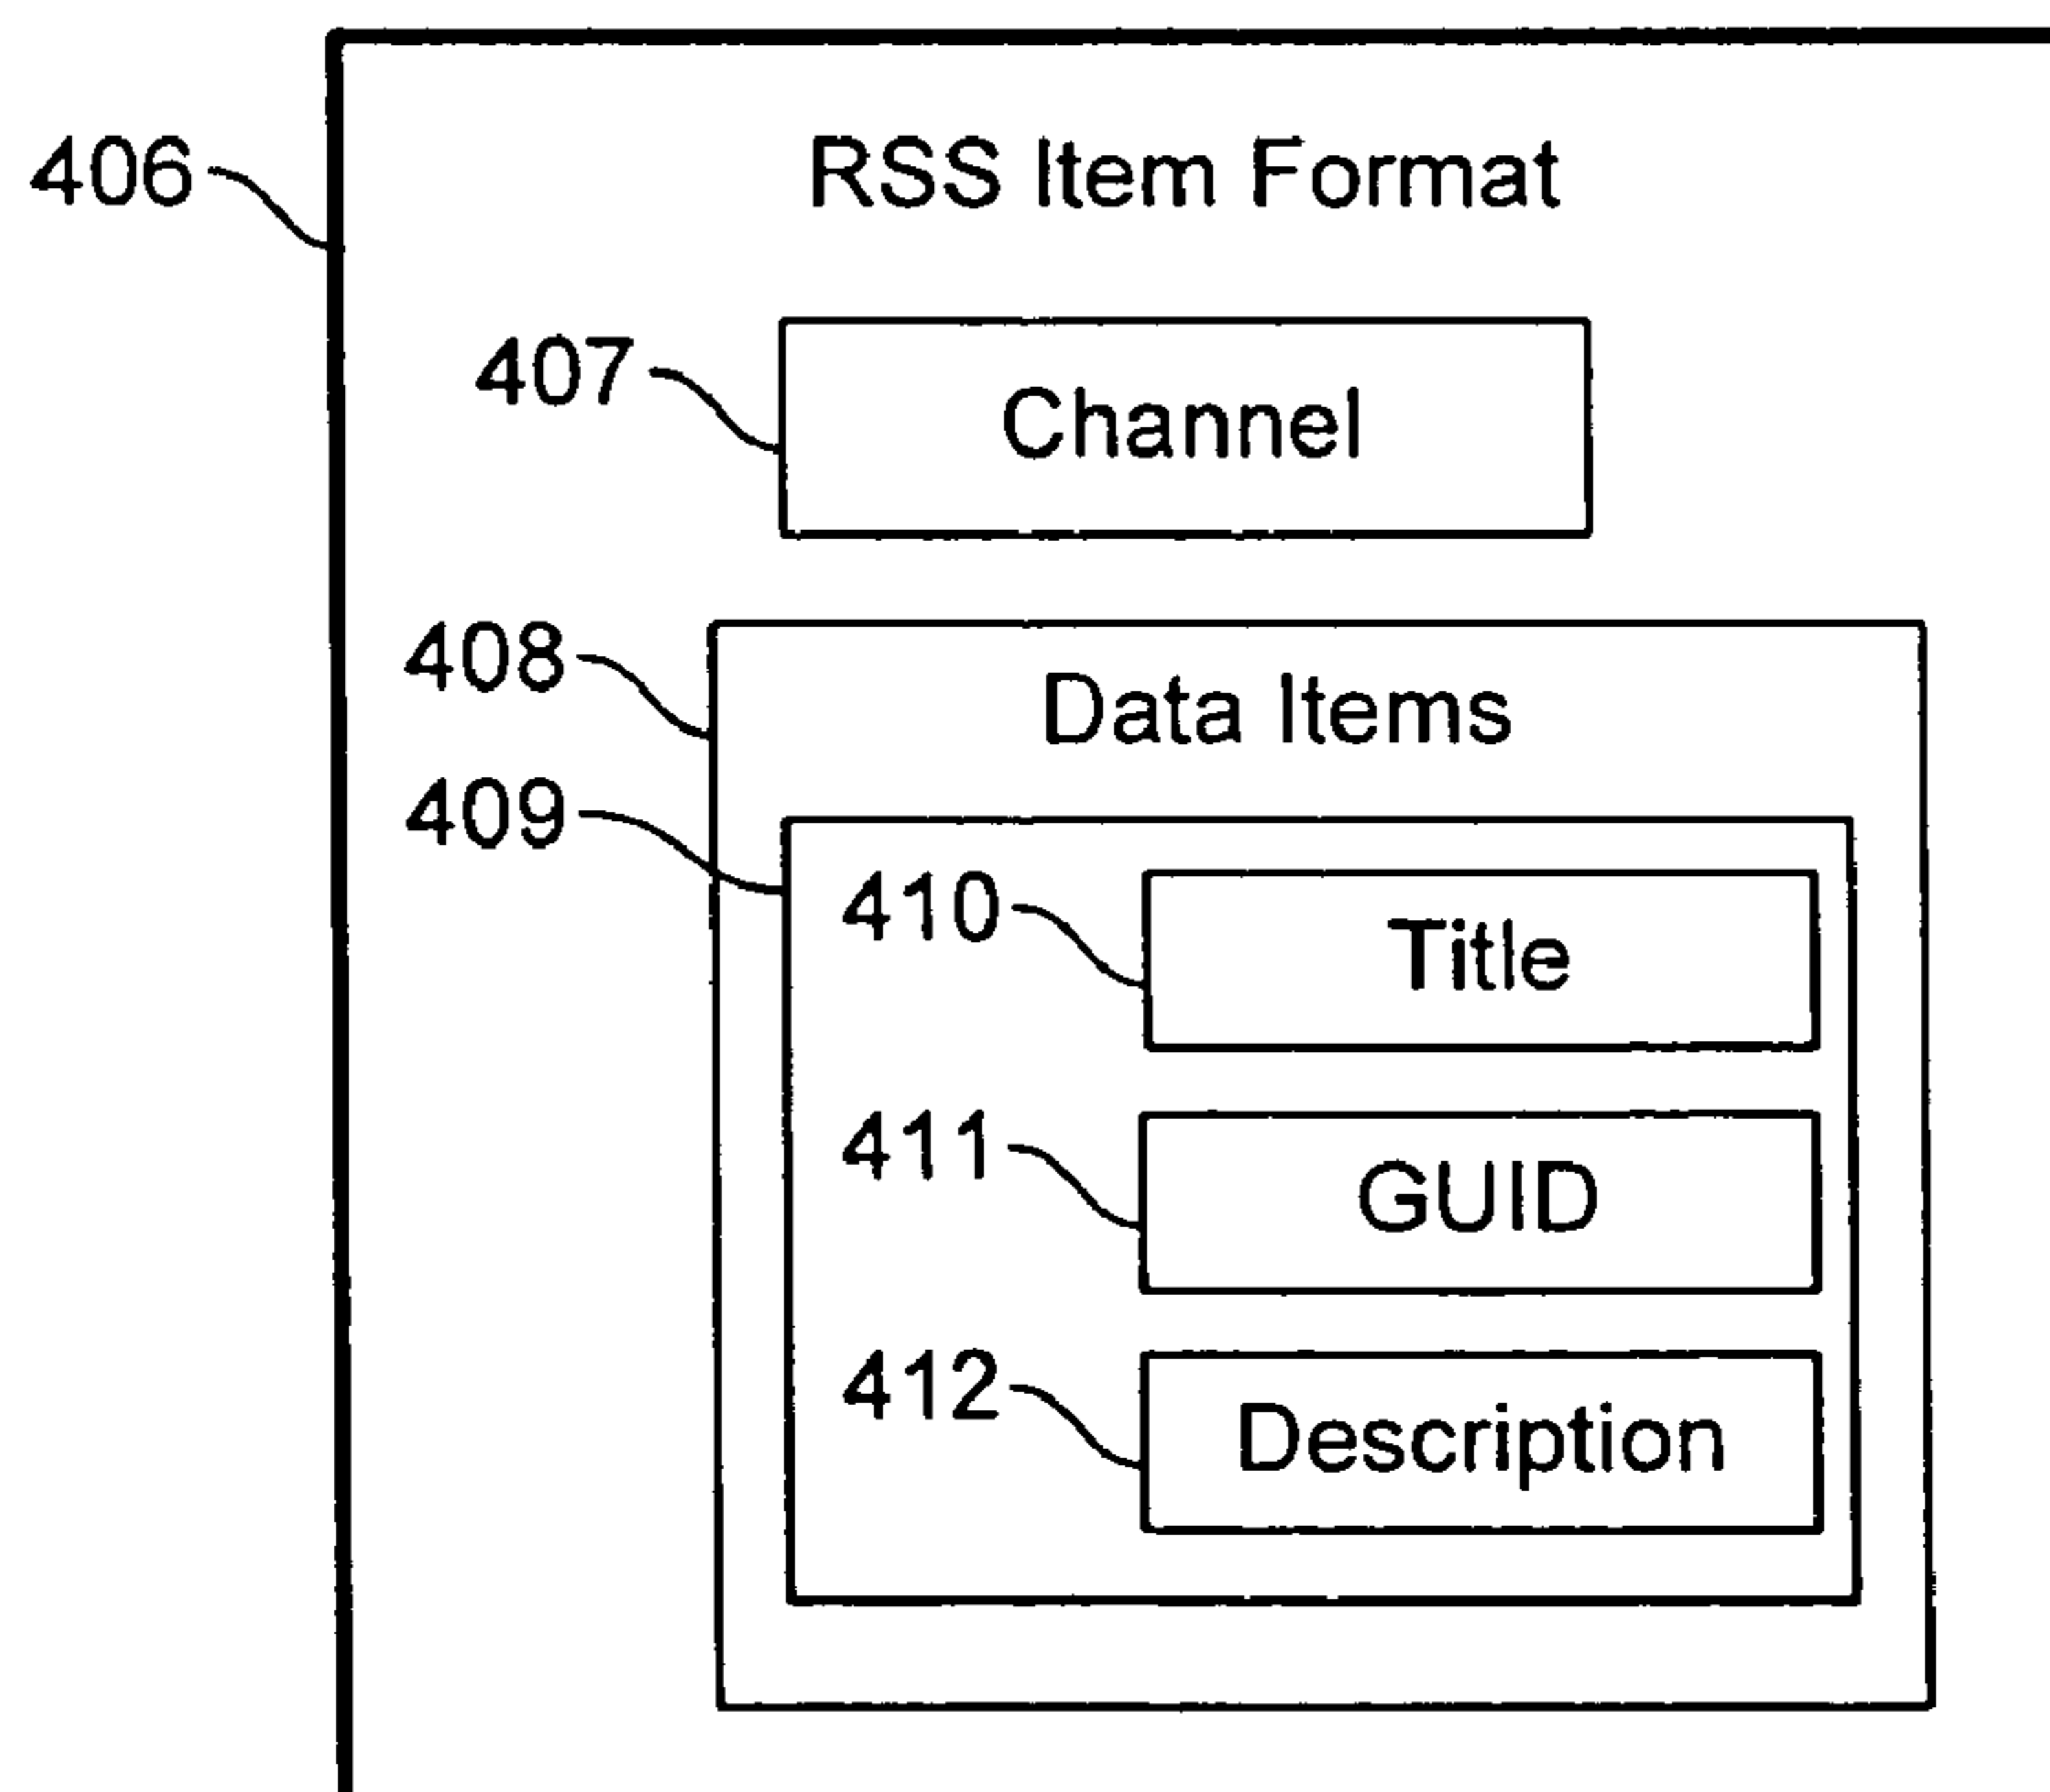 406
RSS Item Format
407
Channel
408
Data Items
409
410
Title
411
GUID
412
Description